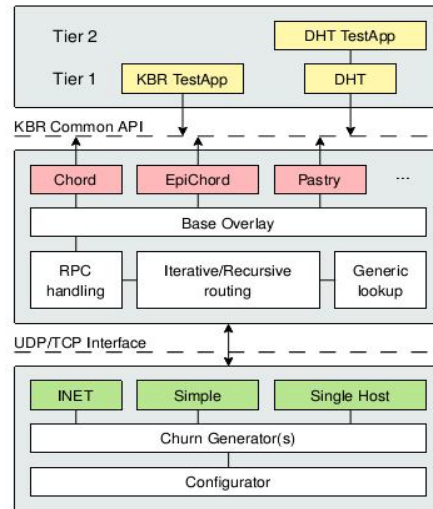 Tier 2
DHT TestApp
Tier 1
KBR TestApp
DHT
KBR Common API
Chord
EpiChord
Pastry
...
Base Overlay
RPC
handling
Iterative/Recursive
routing
Generic
lookup
UDP/TCP Interface
INET
Simple
Single Host
Churn Generator(s)
Configurator